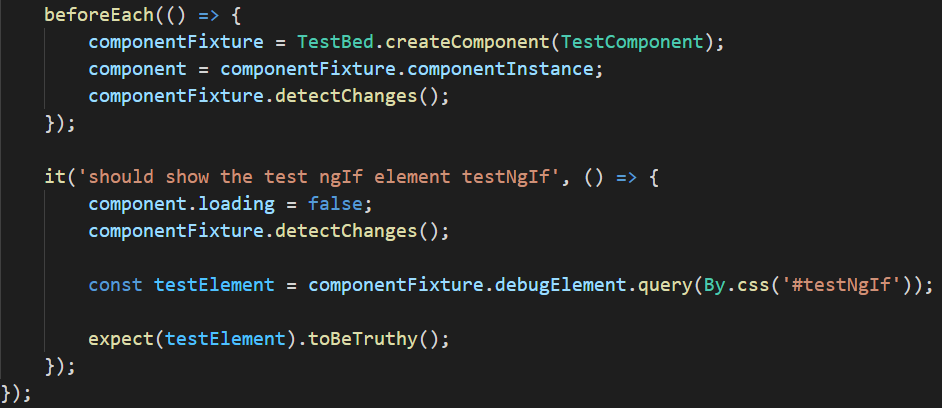 beforeEach(() => {
componentFixture = TestBed.createComponent(TestComponent);
component = componentFixture.componentInstance;
componentFixture.detectChanges();
});
it('should show the test ngIf element testNgIf', () => {
component.loading = false;
componentFixture.detectChanges();
const testElement = componentFixture.debugElement.query(By.css('#testNgIf'));
expect(testElement).toBeTruthy();
});
});